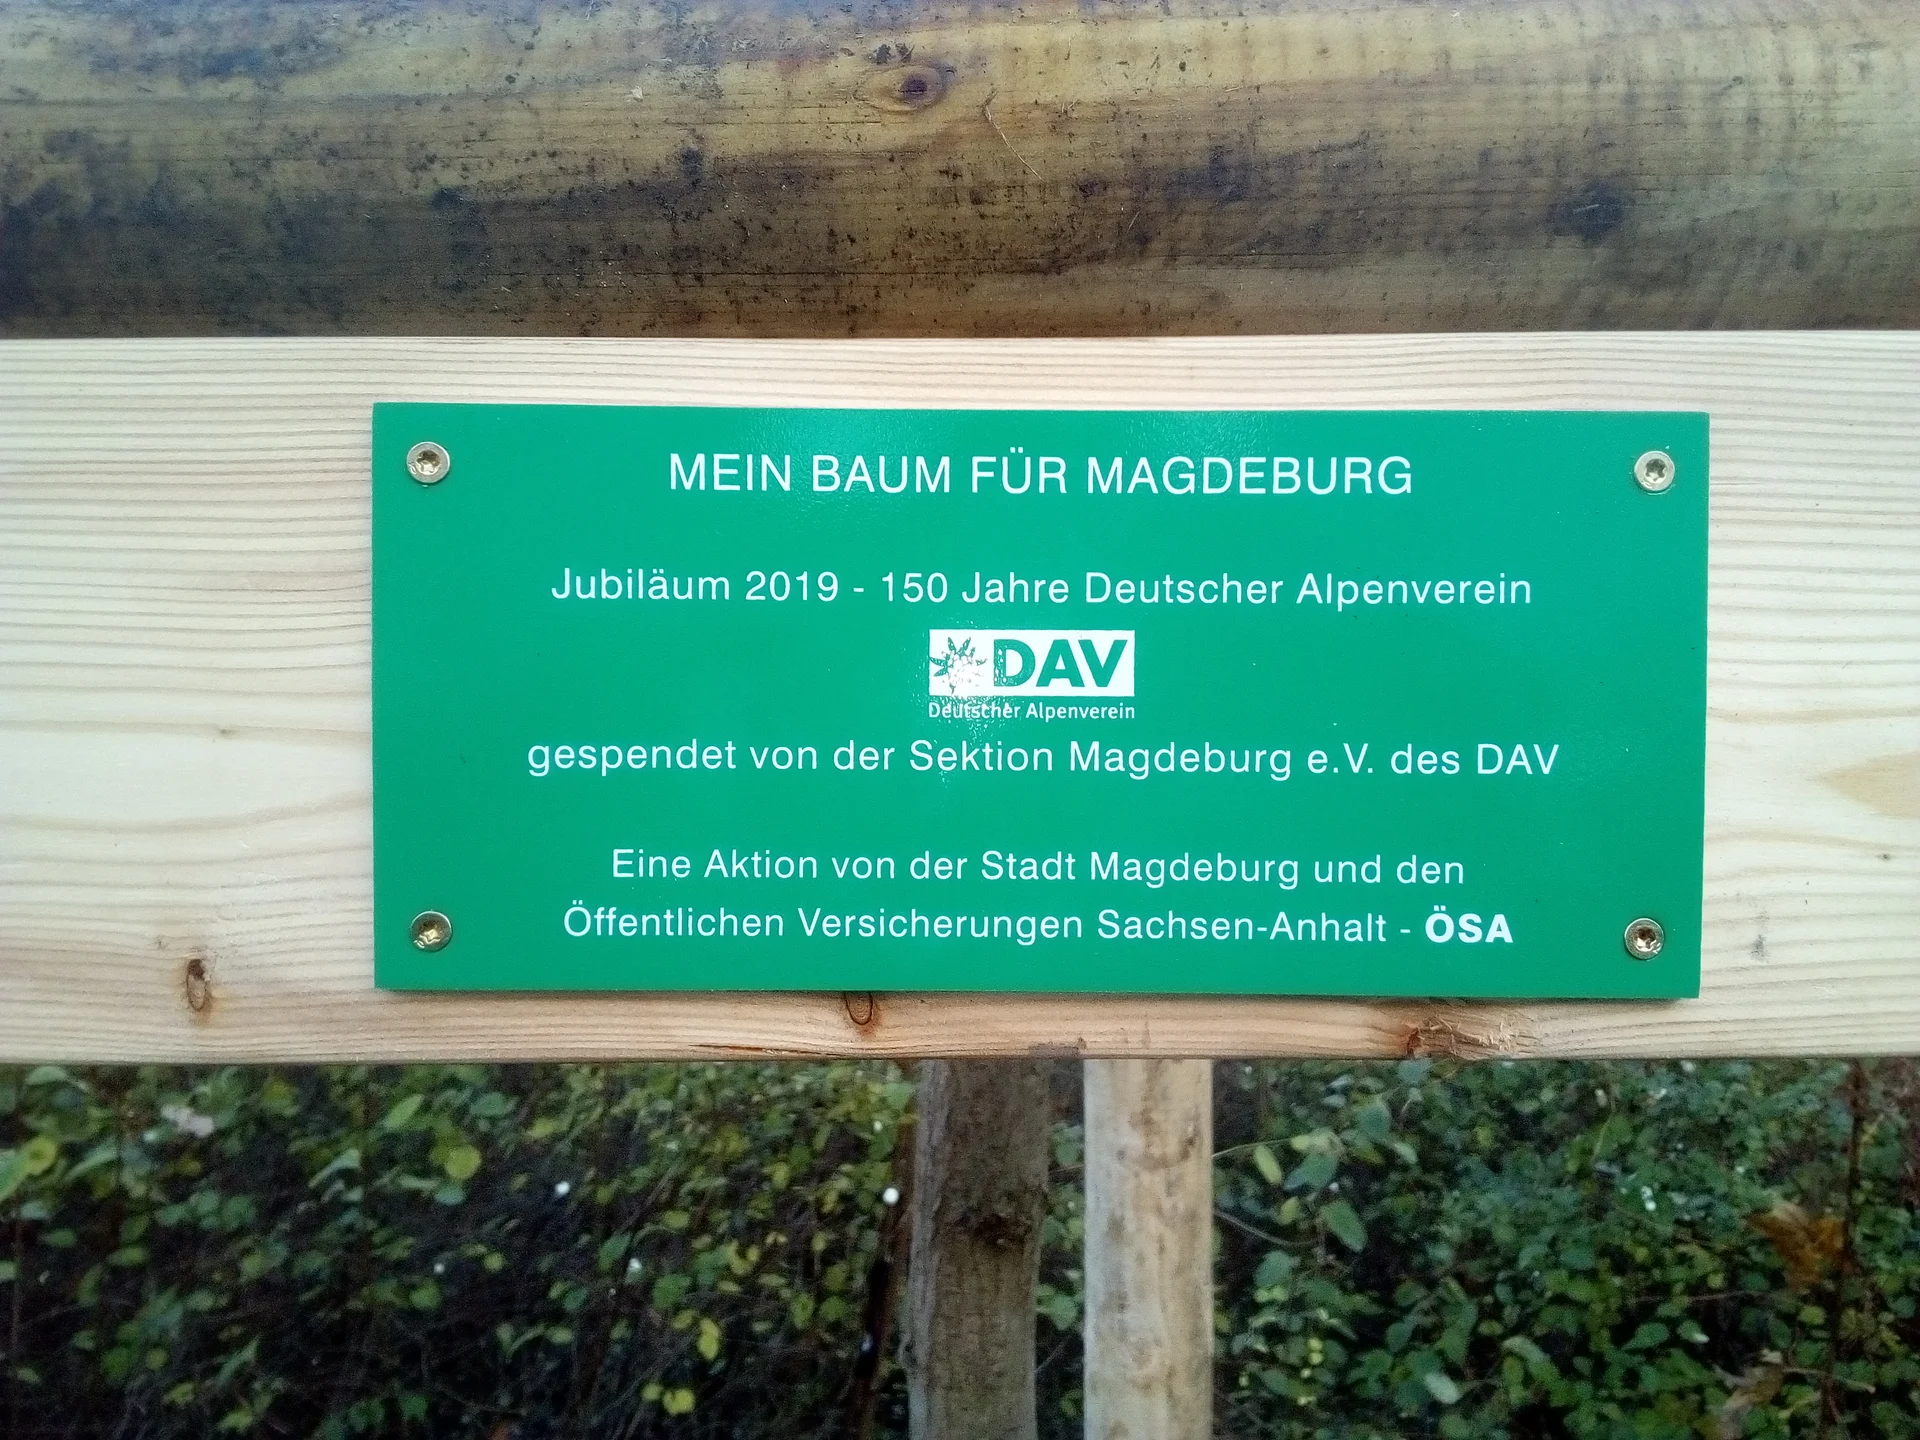 MEIN BAUM FÜR MAGDEBURG
Jubiläum 2019 - 150 Jahre Deutscher Alpenverein
DAV
Deutscher Alpenverein
gespendet von der Sektion Magdeburg e.V. des DAV
Eine Aktion von der Stadt Magdeburg und den
Öffentlichen Versicherungen Sachsen-Anhalt - ÖSA